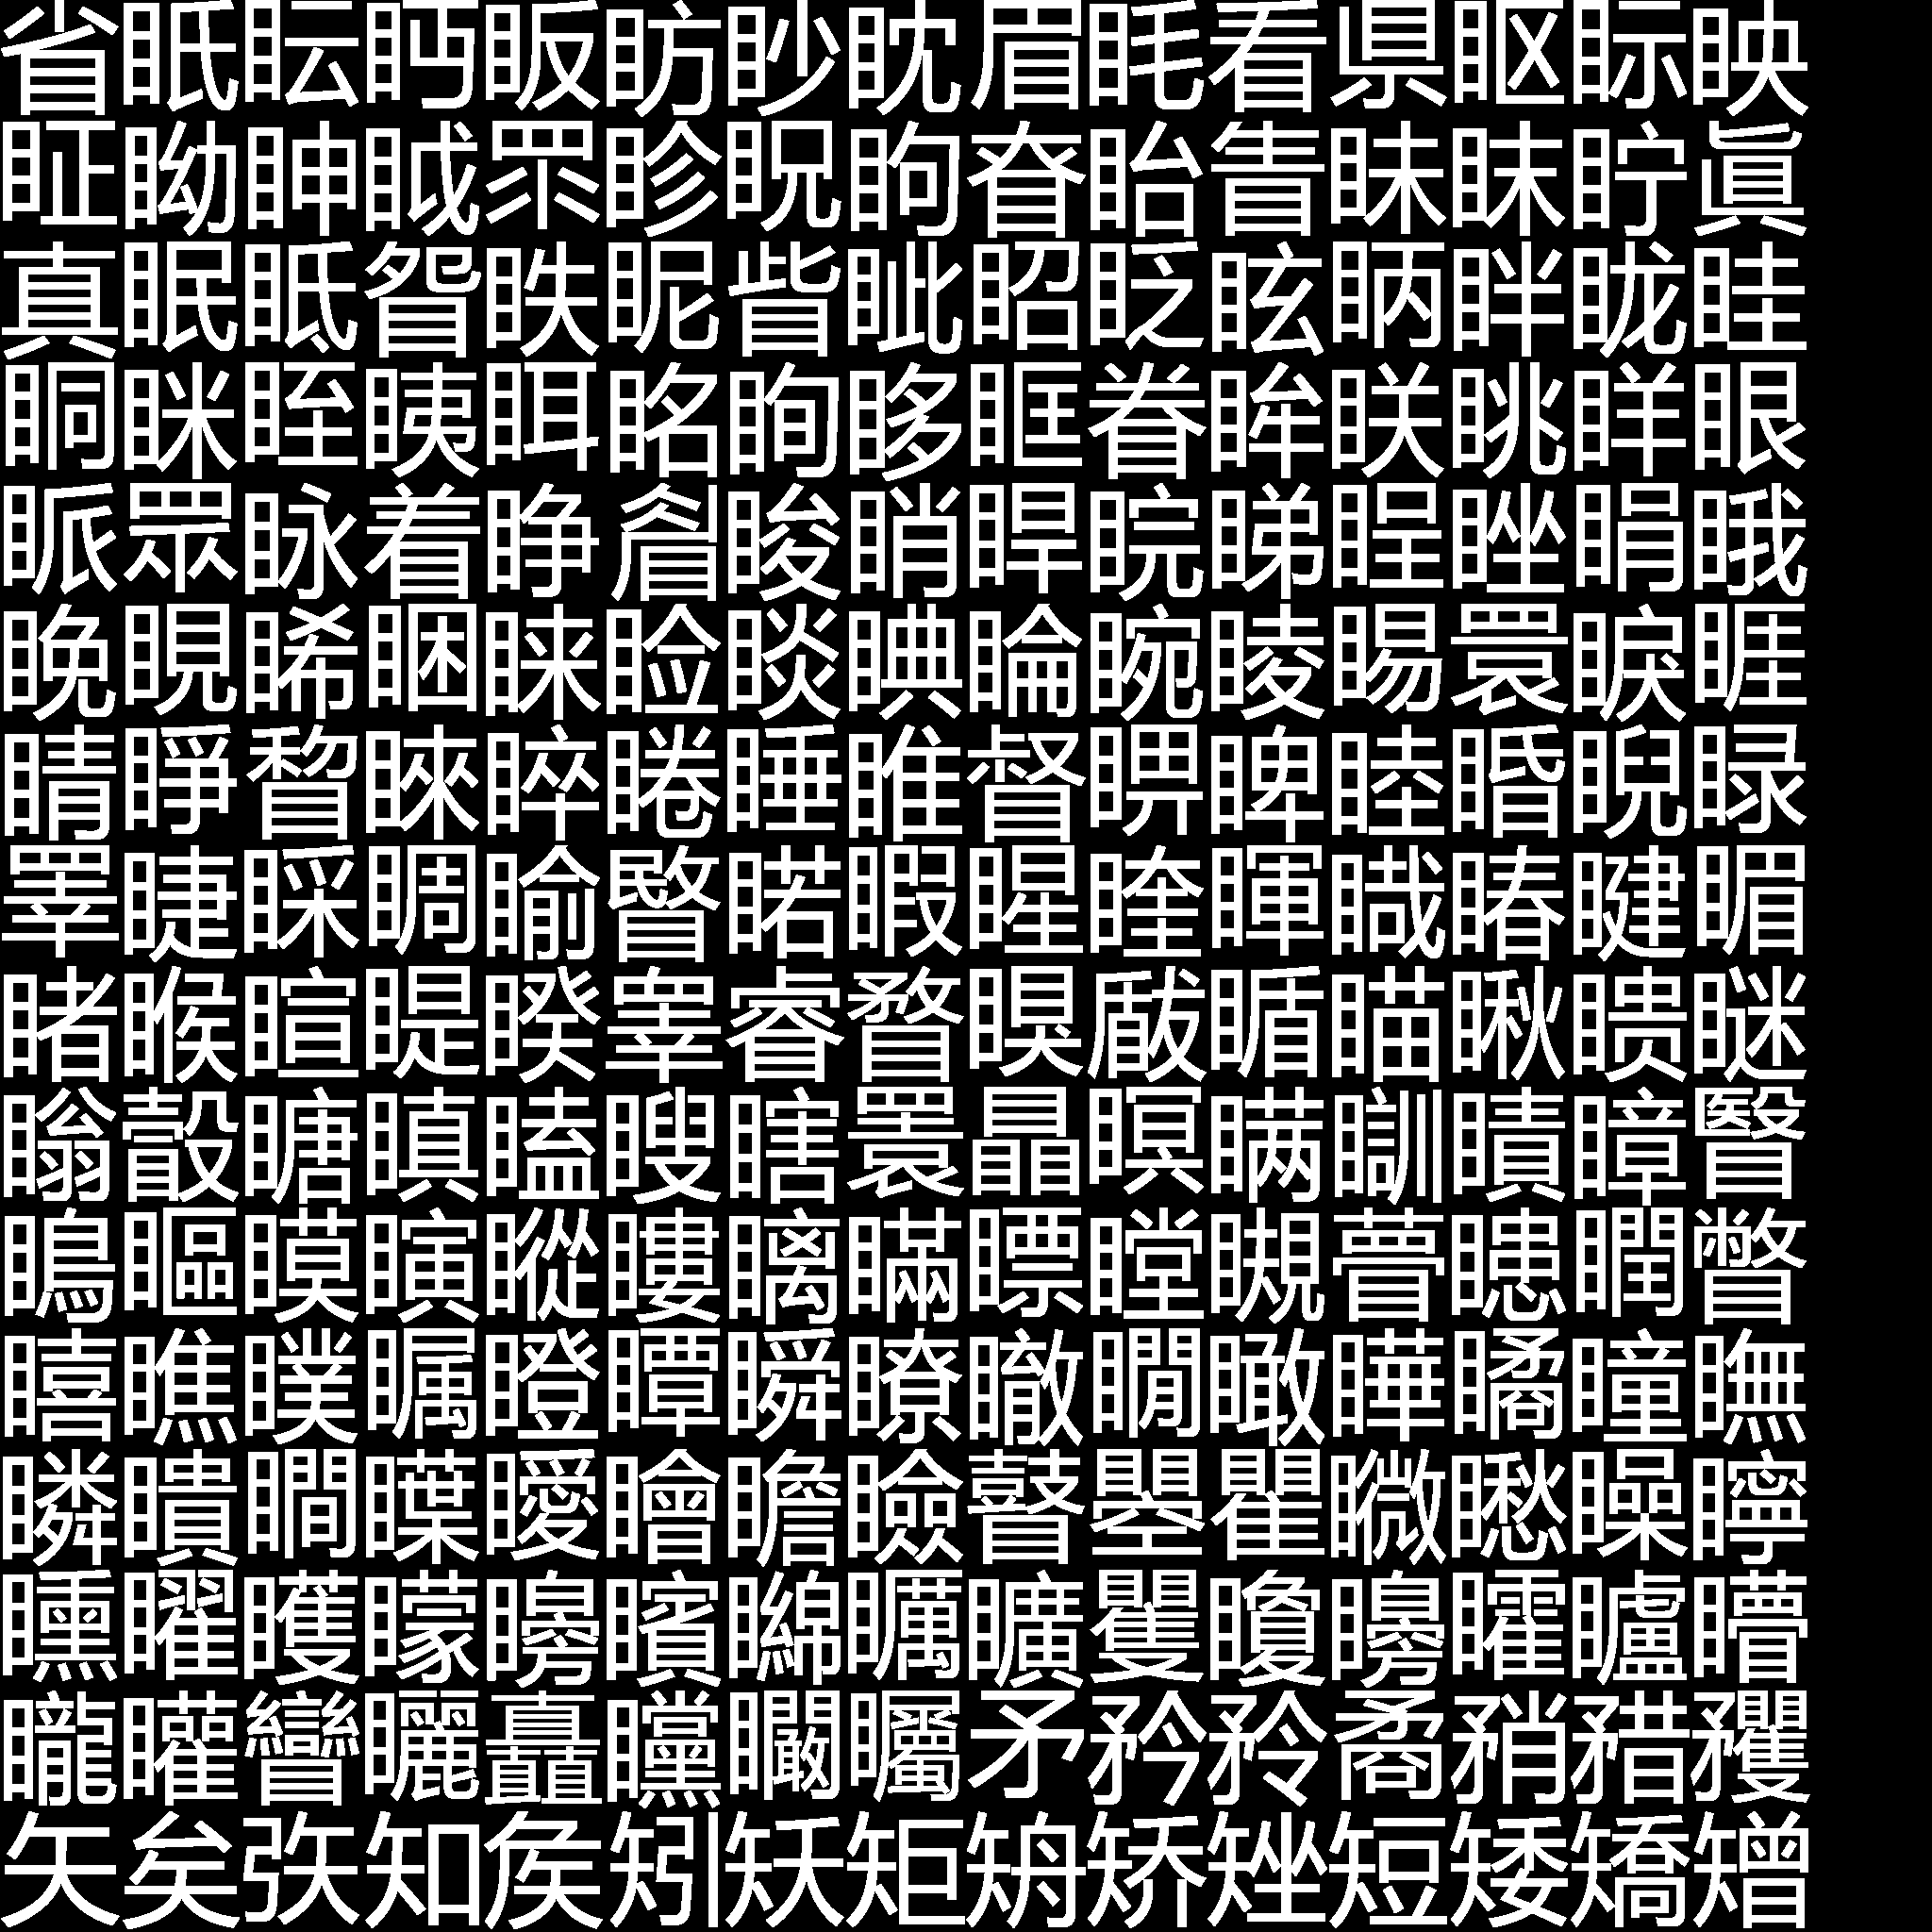 省眂眃眄眅眆眇眈眉眊看県眍眎眏
眐眑眒眓眔眕眖眗眘眙眚眛眜眝眞
真眠眡眢眣眤眥眦眧眨眩眪眫眬眭
眮眯眰眱眲眳眴眵眶眷眸眹眺眻眼
眽眾眿着睁睂睃睄睅睆睇睈睉睊睋
睌睍睎睏睐睑睒睓睔睕睖睗睘睙睚
睛睜睝睞睟睠睡睢督睤睥睦睧睨睩
睪睫睬睭睮睯睰睱睲睳睴睵睶睷睸
睹睺睻睼睽睾睿瞀瞁瞂瞃瞄瞅瞆瞇
瞈瞉瞊瞋瞌瞍瞎瞏瞐瞑瞒瞓瞔瞕瞖
瞗瞘瞙瞚瞛瞜瞝瞞瞟瞠瞡瞢瞣瞤瞥
瞦瞧瞨瞩瞪瞫瞬瞭瞮瞯瞰瞱瞲瞳瞴
瞵瞶瞷瞸瞹瞺瞻瞼瞽瞾瞿矀矁矂矃
矄矅矆矇矈矉矊矋矌矍矎矏矐矑矒
矓矔矕矖矗矘矙矚矛矜矝矞矟矠矡
矢矣矤知矦矧矨矩矪矫矬短矮矯矰